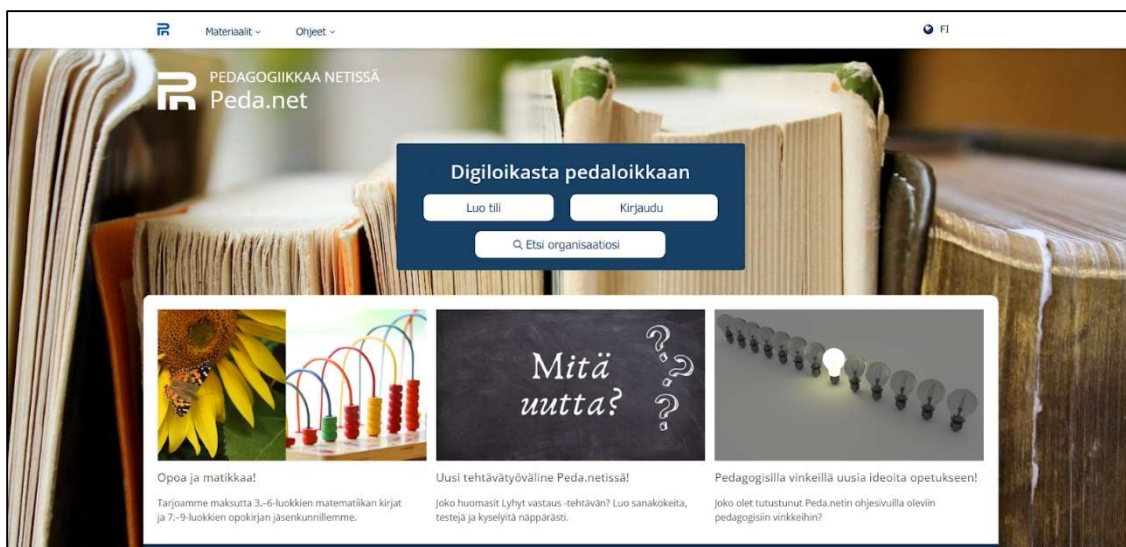 Materiaalit
Ohjeet
FI
PEDAGOGIIKKAA NETISSÄ
Peda.net
Digiloikasta pedaloikkaan
Luo tili
Kirjaudu
Etsi organisaatiosi
Mitä
uutta?
???
Opoa ja matikkaa!
Tarjoamme maksutta 3.–6-luokkien matematiikan kirjat
ja 7.–9-luokkien opokirjan jäsenkunnillemme.
Uusi tehtävätyöväline Peda.netissä!
Joko huomasit Lyhyt vastaus -tehtävän? Luo sanakokeita,
testejä ja kyselyitä näppärästi.
Pedagogisilla vinkeillä uusia ideoita opetukseen!
Joko olet tutustunut Peda.netin ohjesivuilla oleviin
pedagogisiin vinkkeihin?